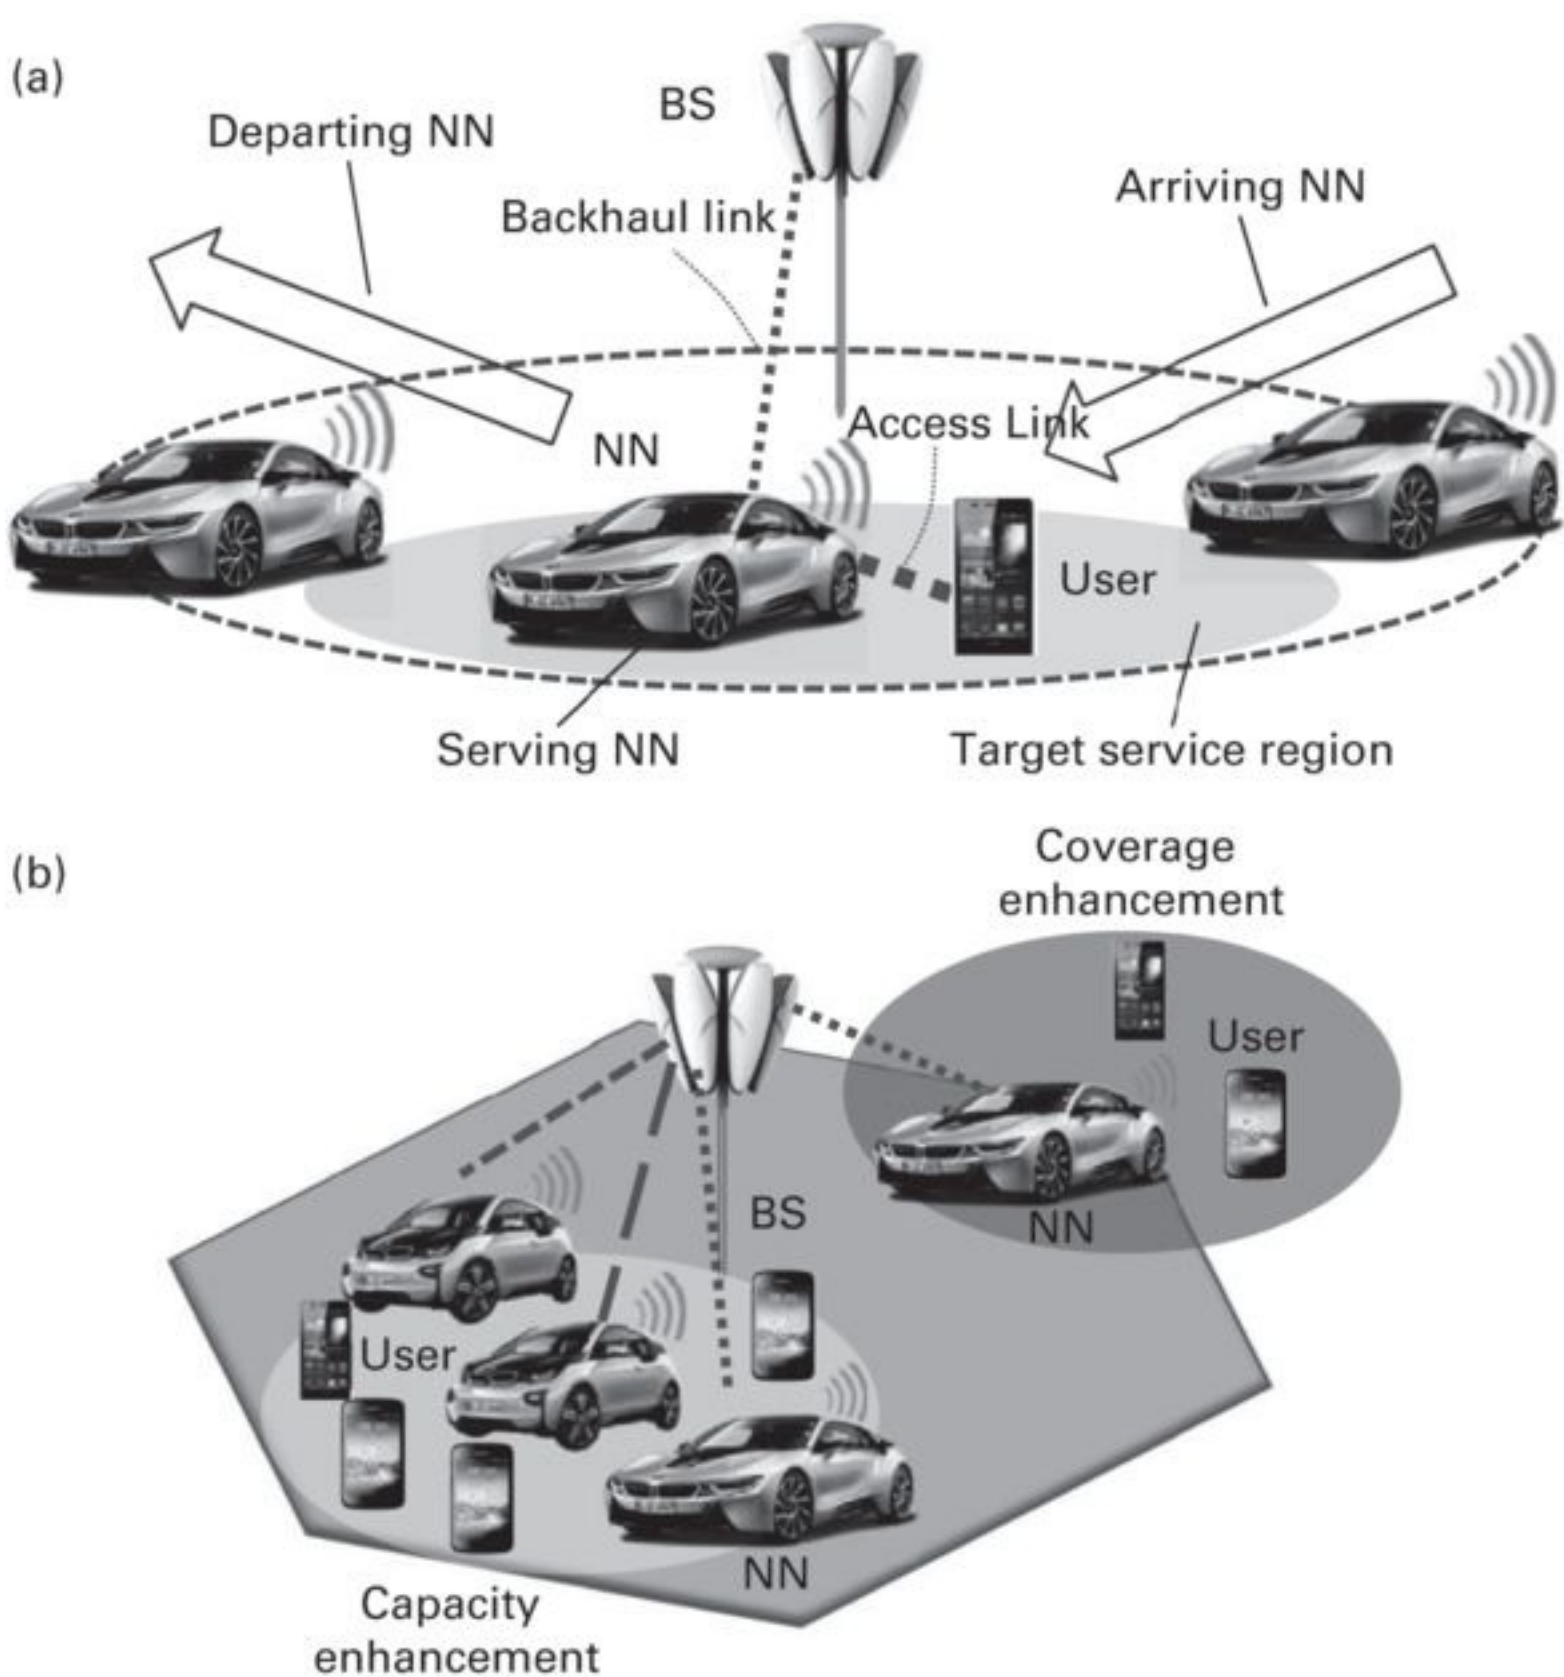 (a)
BS
Departing NN
Arriving NN
Backhaul link
Access Link
NN
User
Serving NN
Target service region
(b)
Coverage
enhancement
User
BS
NN
User
NN
Capacity
enhancement